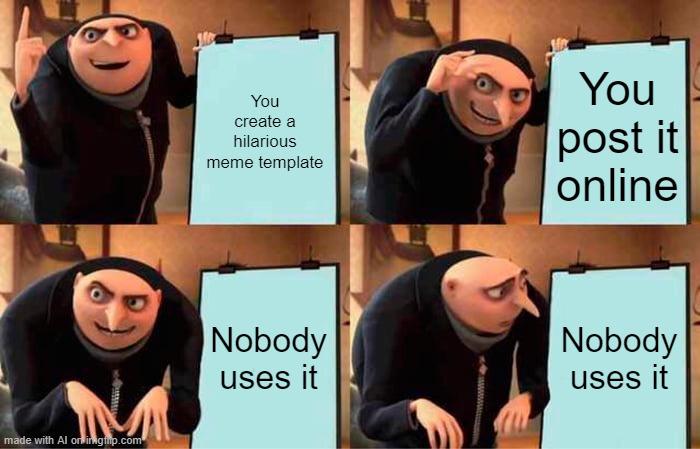 You
create a
hilarious
meme template
You
post it
online
Nobody
uses it
Nobody
uses it
made with AI on imgflip.com